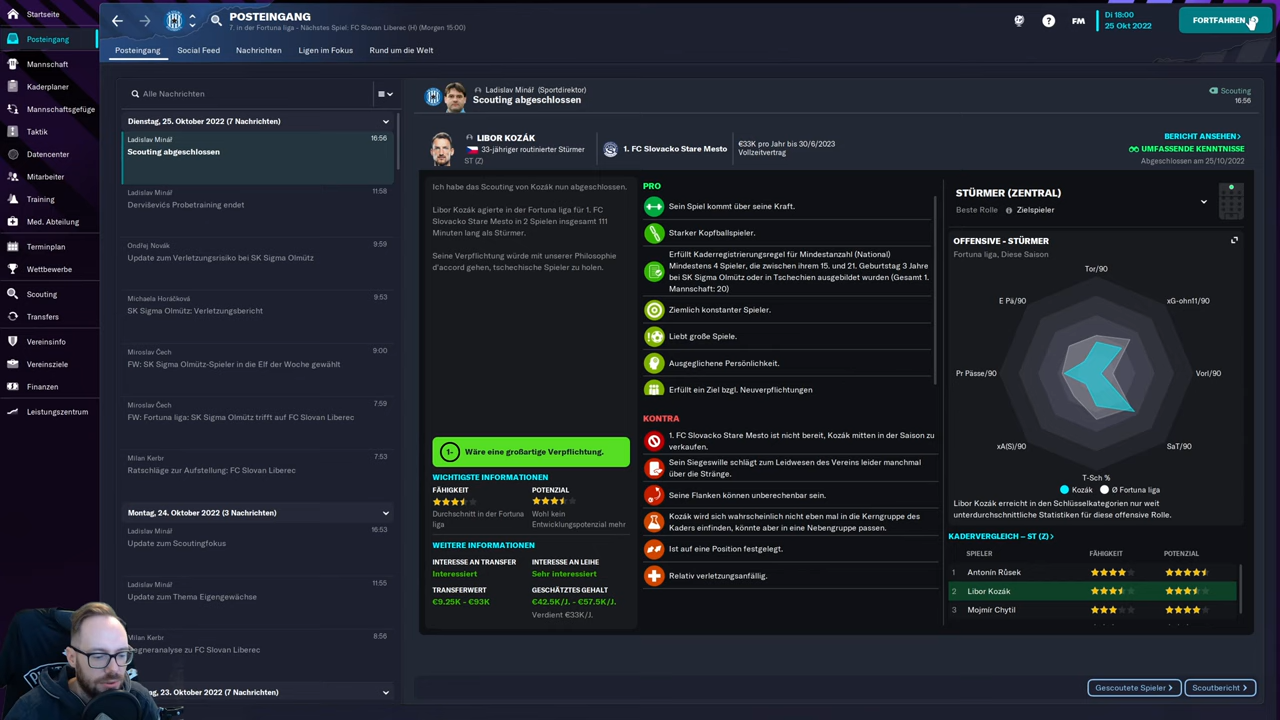 Startseite
Posteingang
Mannschaft
Kaderplaner
Mannschaftsgefüge
Taktik
Datencenter
Mitarbeiter
Training
Med. Abteilung
Terminplan
Wettbewerbe
Scouting
Transfers
Vereinsinfo
Vereinsziele
Finanzen
Leistungszentrum
POSTEINGANG
7. in der Fortuna liga - Nächstes Spiel: FC Slovan Liberec (H) (Morgen 15:00)
FM
Di 18:00
25 Okt 2022
FORTFAHREN
Posteingang
Social Feed
Nachrichten
Ligen im Fokus
Rund um die Welt
Alle Nachrichten
Dienstag, 25. Oktober 2022 (7 Nachrichten)
Ladislav Minář 16:56
Scouting abgeschlossen
Ladislav Minář 11:58
Derviševićs Probetraining endet
Ondřej Novák 9:59
Update zum Verletzungsrisiko bei SK Sigma Olmütz
Michaela Horáčková 9:53
SK Sigma Olmütz: Verletzungsbericht
Miroslav Čech 9:00
FW: SK Sigma Olmütz-Spieler in die Elf der Woche gewählt
Miroslav Čech 7:59
FW: Fortuna liga: SK Sigma Olmütz trifft auf FC Slovan Liberec
Milan Kerbr 7:53
Ratschläge zur Aufstellung: FC Slovan Liberec
Montag, 24. Oktober 2022 (3 Nachrichten)
Ladislav Minář 16:53
Update zum Scoutingfokus
Ladislav Minář 11:55
Update zum Thema Eigengewächse
Milan Kerbr 8:56
egneranalyse zu FC Slovan Liberec
g, 23. Oktober 2022 (7 Nachrichten)
Ladislav Minář (Sportdirektor)
Scouting abgeschlossen
Scouting
16:56
LIBOR KOZÁK
33-jähriger routinierter Stürmer
ST (Z)
1. FC Slovacko Stare Mesto
€33K pro Jahr bis 30/6/2023
Vollzeitvertrag
BERICHT ANSEHEN>
UMFASSENDE KENNTNISSE
Abgeschlossen am 25/10/2022
Ich habe das Scouting von Kozák nun abgeschlossen.
Libor Kozák agierte in der Fortuna liga für 1. FC
Slovacko Stare Mesto in 2 Spielen insgesamt 111
Minuten lang als Stürmer.
Seine Verpflichtung würde mit unserer Philosophie
d'accord gehen, tschechische Spieler zu holen.
1- Wäre eine großartige Verpflichtung.
WICHTIGSTE INFORMATIONEN
FÄHIGKEIT POTENZIAL
Durchschnitt in der Fortuna
liga
Wohl kein
Entwicklungspotenzial mehr
WEITERE INFORMATIONEN
INTERESSE AN TRANSFER INTERESSE AN LEIHE
Interessiert Sehr interessiert
TRANSFERWERT GESCHÄTZTES GEHALT
€9.25K - €93K €42.5K/J. - €57.5K/J.
Verdient €33K/J.
PRO
Sein Spiel kommt über seine Kraft.
Starker Kopfballspieler.
Erfüllt Kaderregistrierungsregel für Mindestanzahl (National)
Mindestens 4 Spieler, die zwischen ihrem 15. und 21. Geburtstag 3 Jahre
bei SK Sigma Olmütz oder in Tschechien ausgebildet wurden (Gesamt 1.
Mannschaft: 20)
Ziemlich konstanter Spieler.
Liebt große Spiele.
Ausgeglichene Persönlichkeit.
Erfüllt ein Ziel bzgl. Neuverpflichtungen
KONTRA
1. FC Slovacko Stare Mesto ist nicht bereit, Kozák mitten in der Saison zu
verkaufen.
Sein Siegeswille schlägt zum Leidwesen des Vereins leider manchmal
über die Stränge.
Seine Flanken können unberechenbar sein.
Kozák wird sich wahrscheinlich nicht eben mal in die Kerngruppe des
Kaders einfinden, könnte aber in eine Nebengruppe passen.
Ist auf eine Position festgelegt.
Relativ verletzungsanfällig.
STÜRMER (ZENTRAL)
Beste Rolle Zielspieler
OFFENSIVE - STÜRMER
Fortuna liga, Diese Saison
Tor/90
E Pä/90
xG-ohn11/90
Pr Pässe/90
Vorl/90
xA(S)/90
SaT/90
T-Sch %
Kozák Ø Fortuna liga
Libor Kozák erreicht in den Schlüsselkategorien nur weit
unterdurchschnittliche Statistiken für diese offensive Rolle.
KADERVERGLEICH – ST (Z)>
SPIELER FÄHIGKEIT POTENZIAL
1 Antonín Růsek
2 Libor Kozák
3 Mojmír Chytil
Gescoutete Spieler >
Scoutbericht >